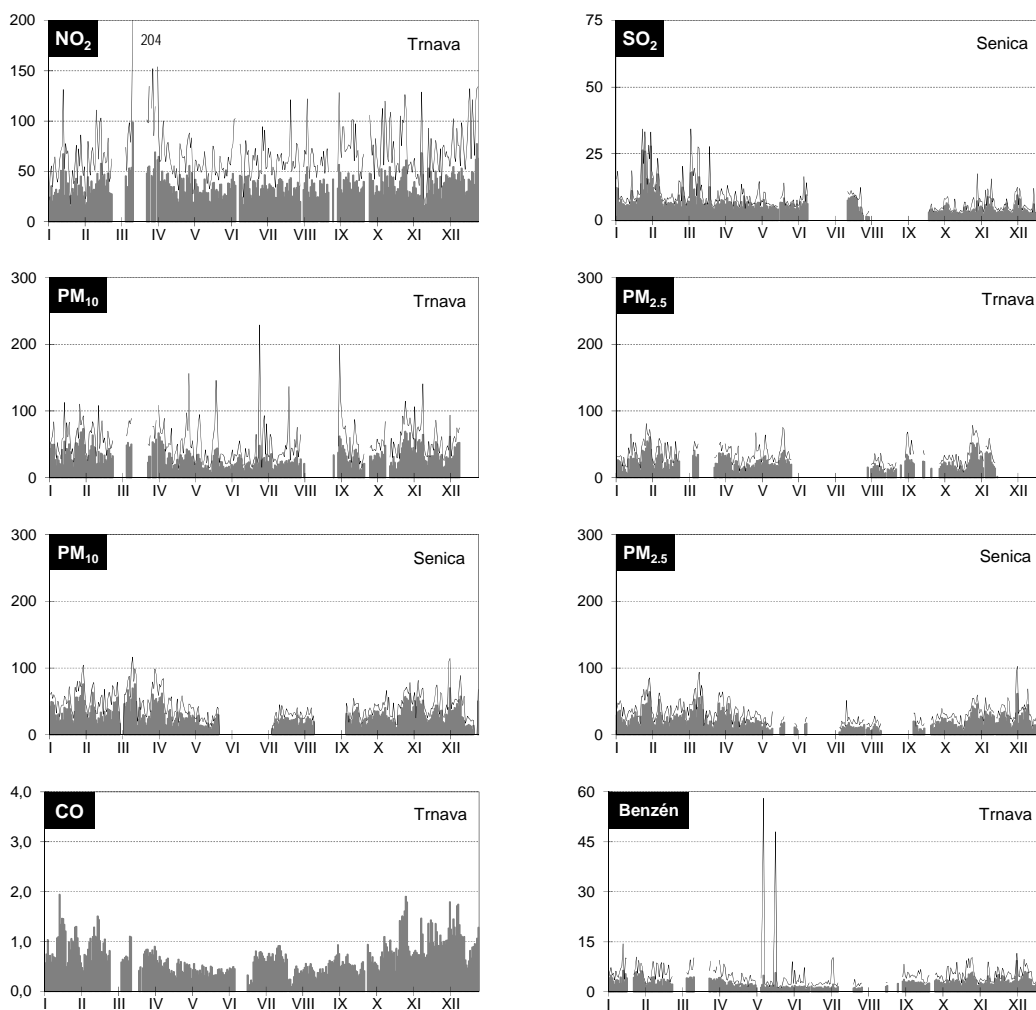 NO₂ Trnava
204
200
150
100
50
0
I II III IV V VI VII VIII IX X XI XII
SO₂ Senica
75
50
25
0
I II III IV V VI VII VIII IX X XI XII
PM₁₀ Trnava
300
200
100
0
I II III IV V VI VII VIII IX X XI XII
PM₂.₅ Trnava
300
200
100
0
I II III IV V VI VII VIII IX X XI XII
PM₁₀ Senica
300
200
100
0
I II III IV V VI VII VIII IX X XI XII
PM₂.₅ Senica
300
200
100
0
I II III IV V VI VII VIII IX X XI XII
CO Trnava
4,0
3,0
2,0
1,0
0,0
I II III IV V VI VII VIII IX X XI XII
Benzén Trnava
60
45
30
15
0
I II III IV V VI VII VIII IX X XI XII